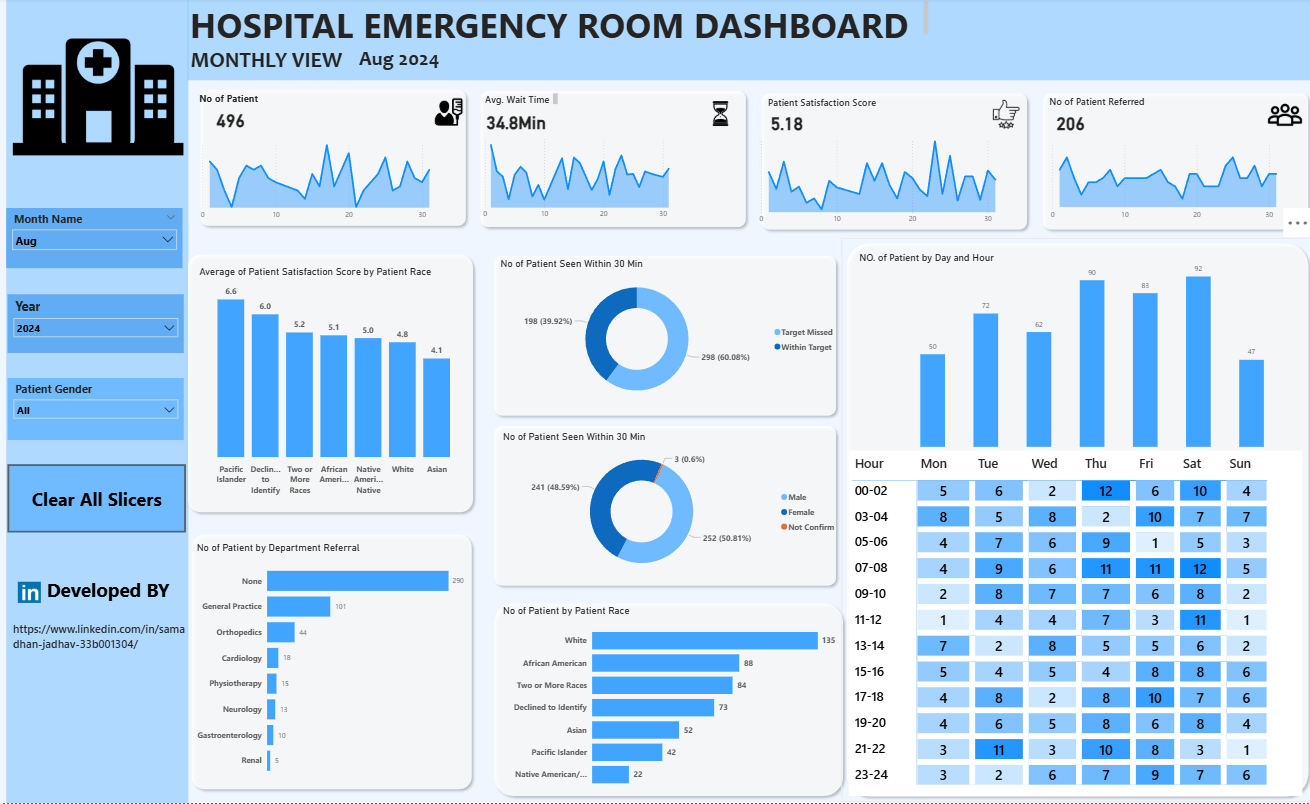 HOSPITAL EMERGENCY ROOM DASHBOARD
MONTHLY VIEW Aug 2024
Month Name
Aug
Year
2024
Patient Gender
All
Clear All Slicers
in Developed BY
https://www.linkedin.com/in/sama
dhan-jadhav-33b001304/
No of Patient
496
0 10 20 30
Avg. Wait Time
34.8Min
0 10 20 30
Patient Satisfaction Score
5.18
0 10 20 30
No of Patient Referred
206
0 10 20 30
Average of Patient Satisfaction Score by Patient Race
6.6 6.0 5.2 5.1 5.0 4.8 4.1
Pacific Declin... Two or African Native White Asian
Islander to More Ameri... Ameri...
Identify Races Native
No of Patient by Department Referral
None 290
General Practice 101
Orthopedics 44
Cardiology 18
Physiotherapy 15
Neurology 13
Gastroenterology 10
Renal 5
No of Patient Seen Within 30 Min
198 (39.92%)
298 (60.08%)
Target Missed
Within Target
No of Patient Seen Within 30 Min
3 (0.6%)
241 (48.59%)
252 (50.81%)
Male
Female
Not Confirm
No of Patient by Patient Race
White 135
African American 88
Two or More Races 84
Declined to Identify 73
Asian 52
Pacific Islander 42
Native American/... 22
NO. of Patient by Day and Hour
50 72 62 90 83 92 47
Hour Mon Tue Wed Thu Fri Sat Sun
00-02 5 6 2 12 6 10 4
03-04 8 5 8 2 10 7 7
05-06 4 7 6 9 1 5 3
07-08 4 9 6 11 11 12 5
09-10 2 8 7 7 6 8 2
11-12 1 4 4 7 3 11 1
13-14 7 2 8 5 5 6 2
15-16 5 4 5 4 8 8 6
17-18 4 8 2 8 10 7 6
19-20 4 6 5 8 6 8 4
21-22 3 11 3 10 8 3 1
23-24 3 2 6 7 9 7 6